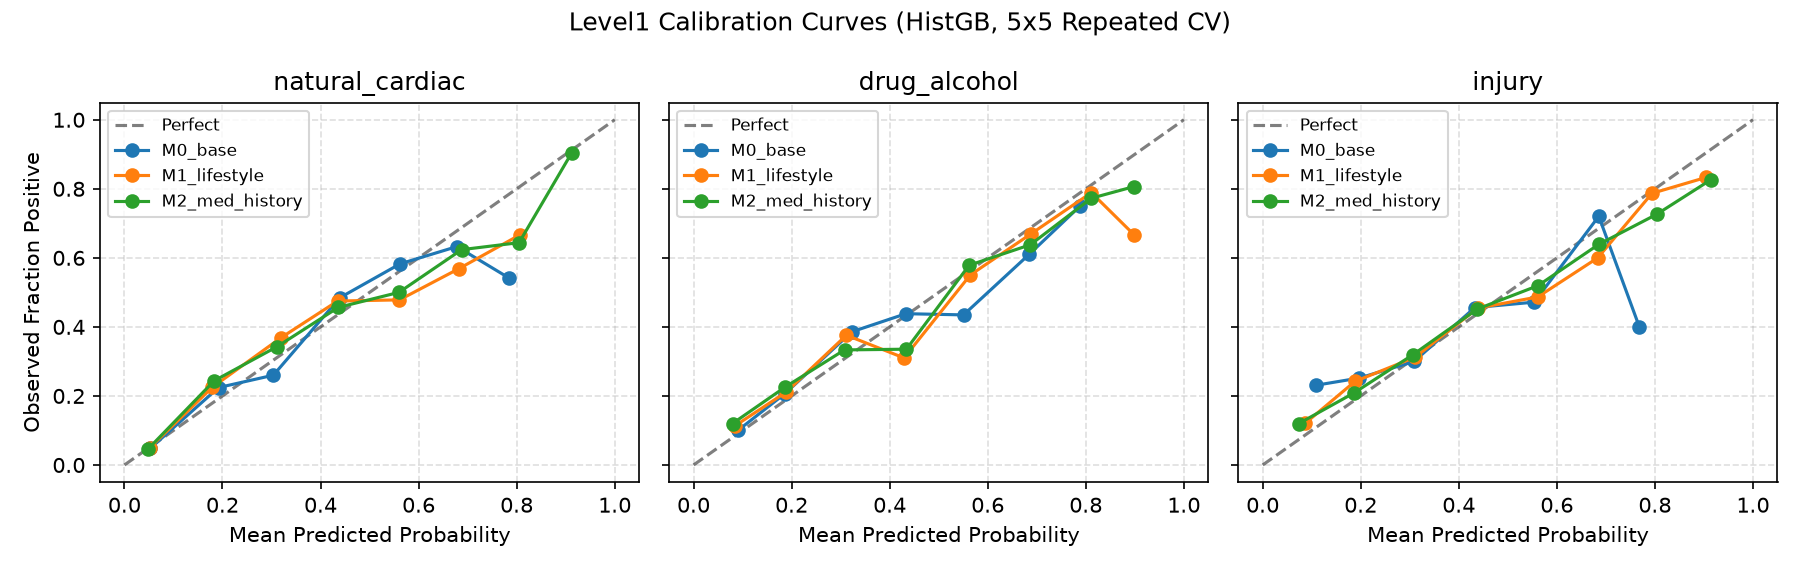 Level1 Calibration Curves (HistGB, 5x5 Repeated CV)
natural_cardiac
drug_alcohol
injury
Observed Fraction Positive
1.0
0.8
0.6
0.4
0.2
0.0
Perfect
M0_base
M1_lifestyle
M2_med_history
Perfect
M0_base
M1_lifestyle
M2_med_history
Perfect
M0_base
M1_lifestyle
M2_med_history
0.0 0.2 0.4 0.6 0.8 1.0
0.0 0.2 0.4 0.6 0.8 1.0
0.0 0.2 0.4 0.6 0.8 1.0
Mean Predicted Probability
Mean Predicted Probability
Mean Predicted Probability